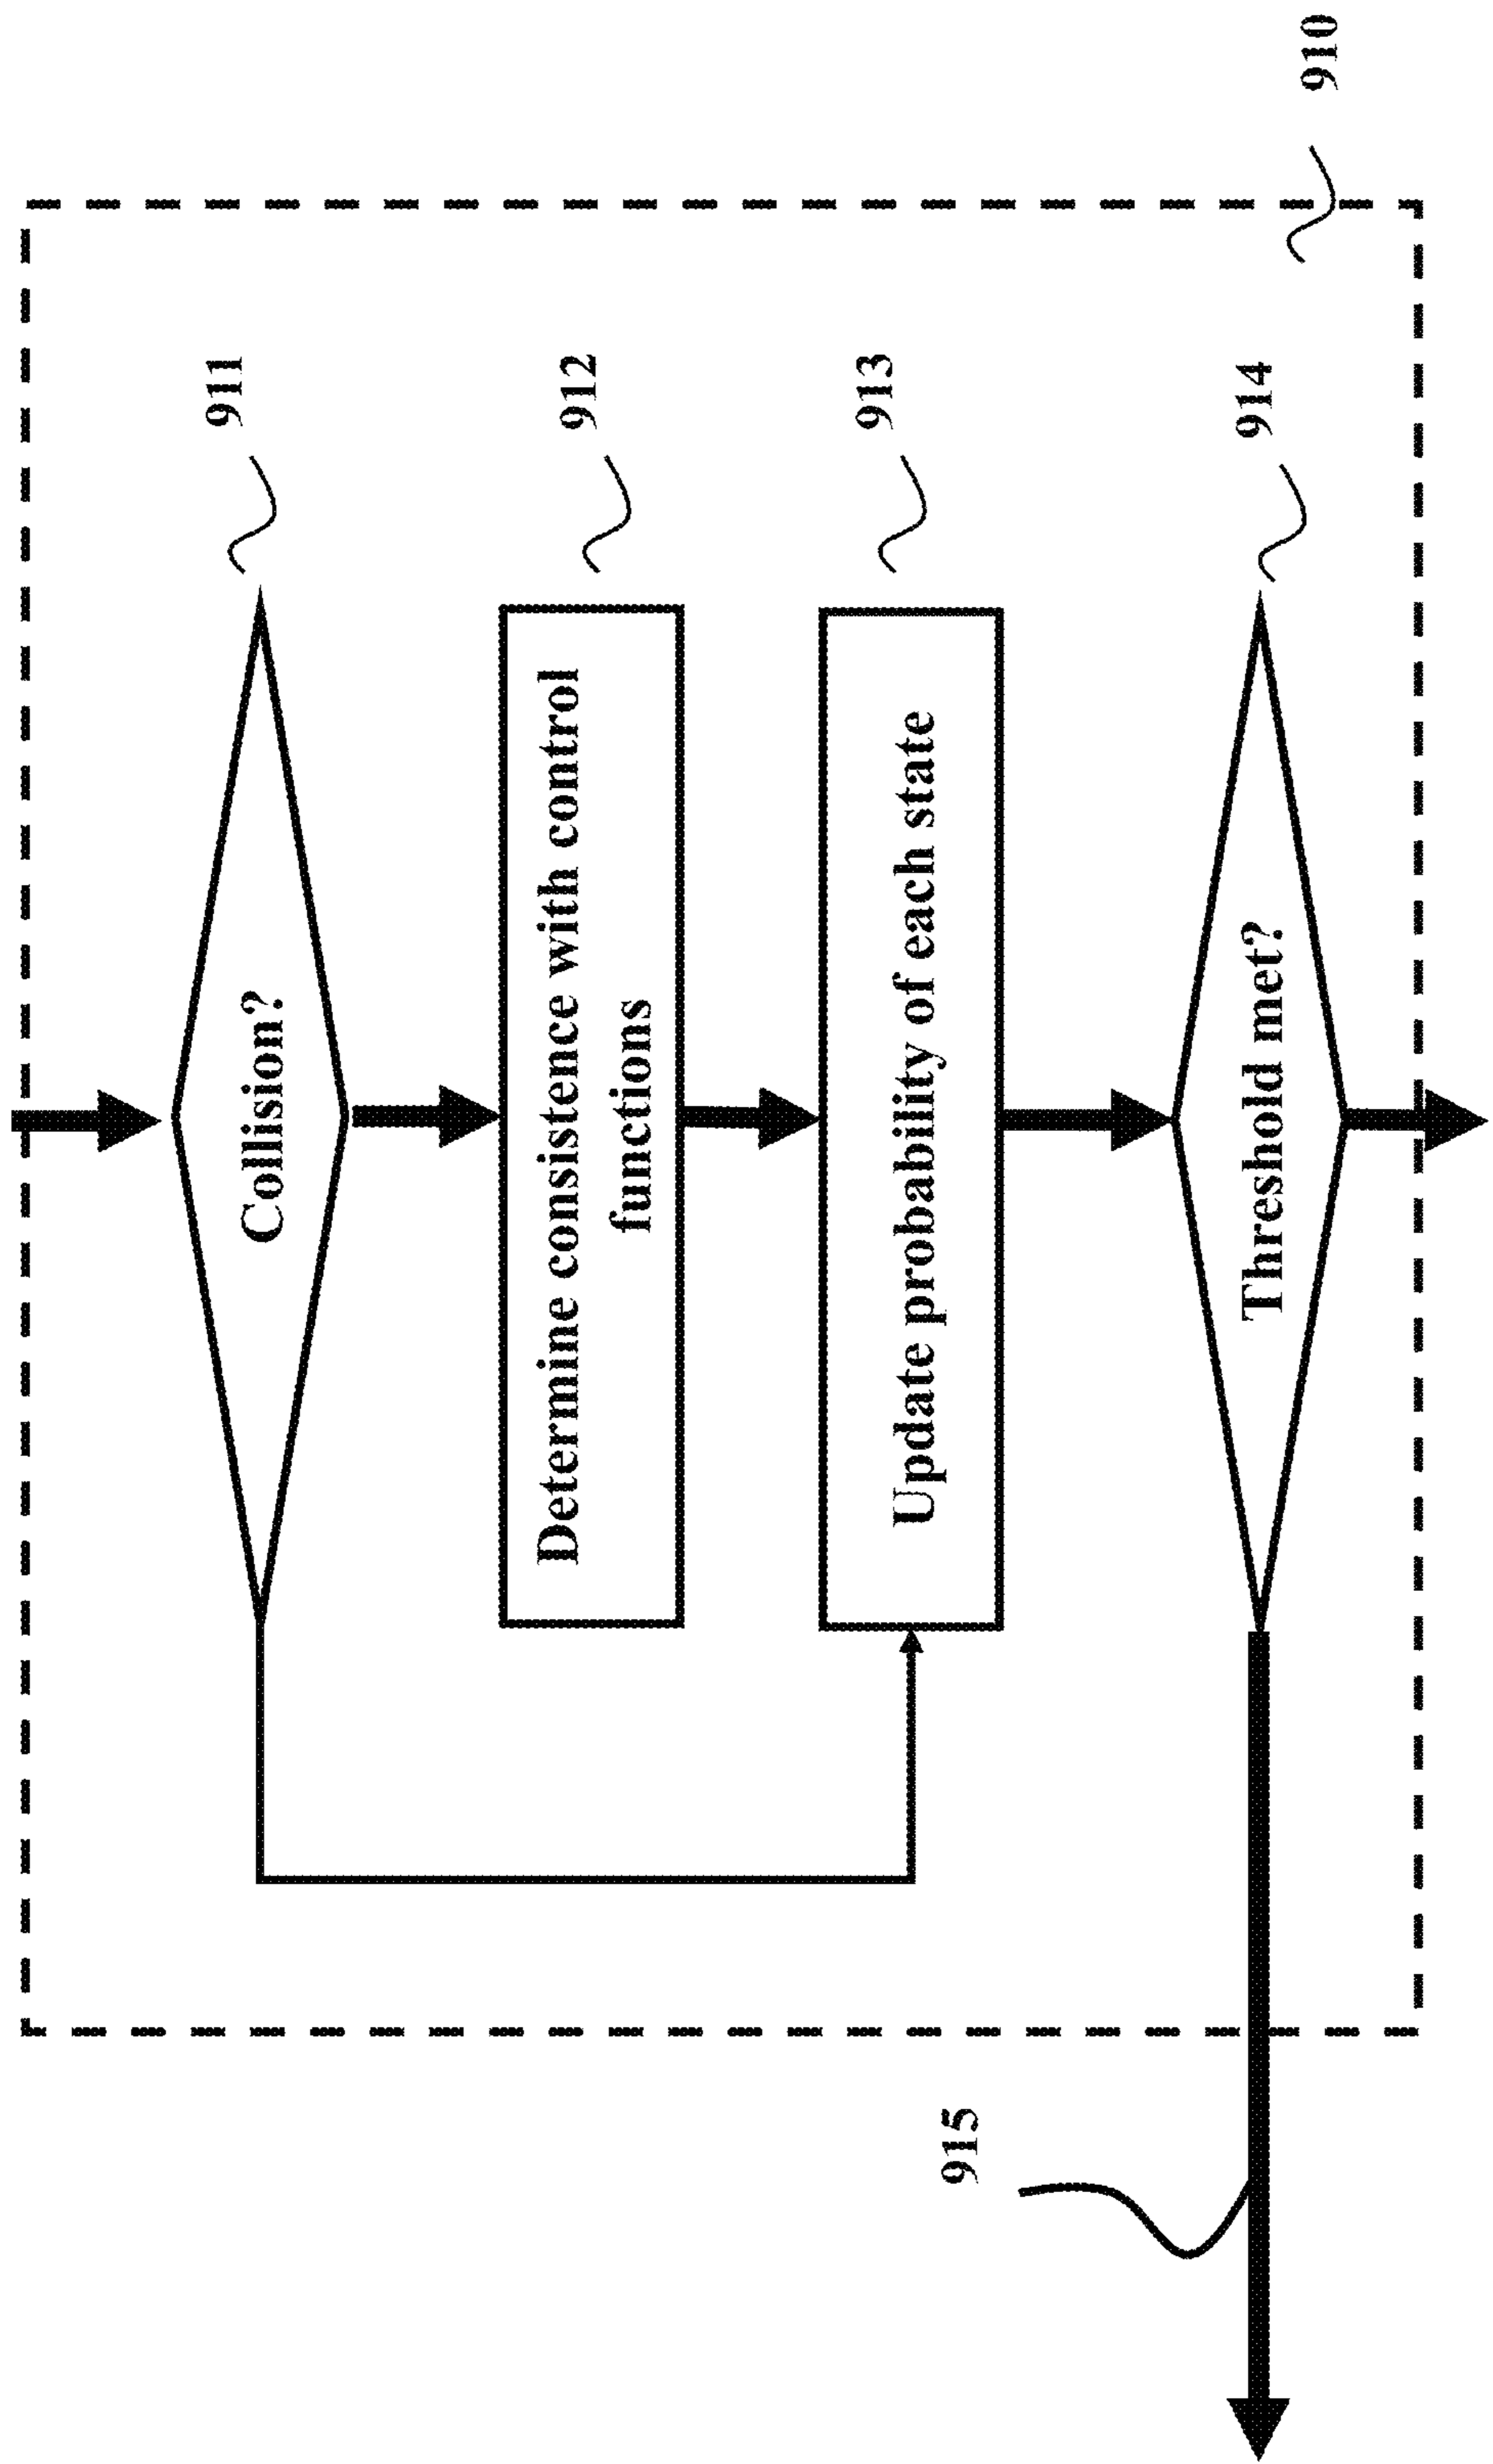 910
911
Collision?
912
Determine consistence with control
functions
913
Update probability of each state
914
Threshold met?
915